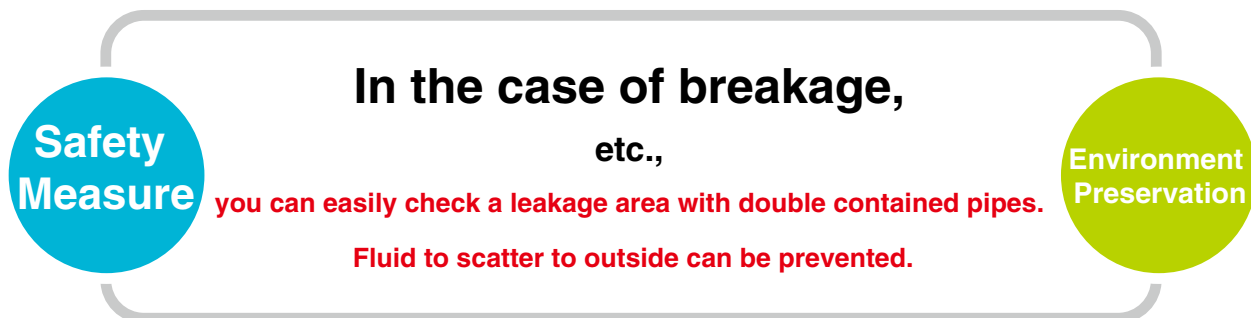 Safety
Measure
In the case of breakage,
etc.,
you can easily check a leakage area with double contained pipes.
Fluid to scatter to outside can be prevented.
Environment
Preservation